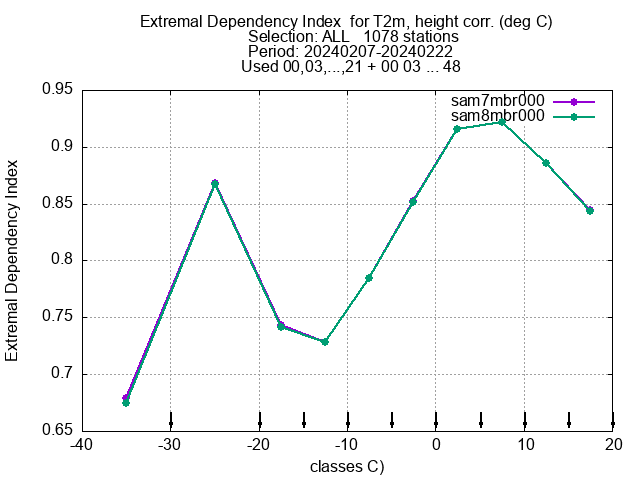 Extremal Dependency Index  for T2m, height corr. (deg C)
Selection: ALL   1078 stations
Period: 20240207-20240222
Used 00,03,...,21 + 00 03 ... 48
sam7mbr000
sam8mbr000
Extremal Dependency Index
0.95
0.9
0.85
0.8
0.75
0.7
0.65
-40 -30 -20 -10 0 10 20
classes C)